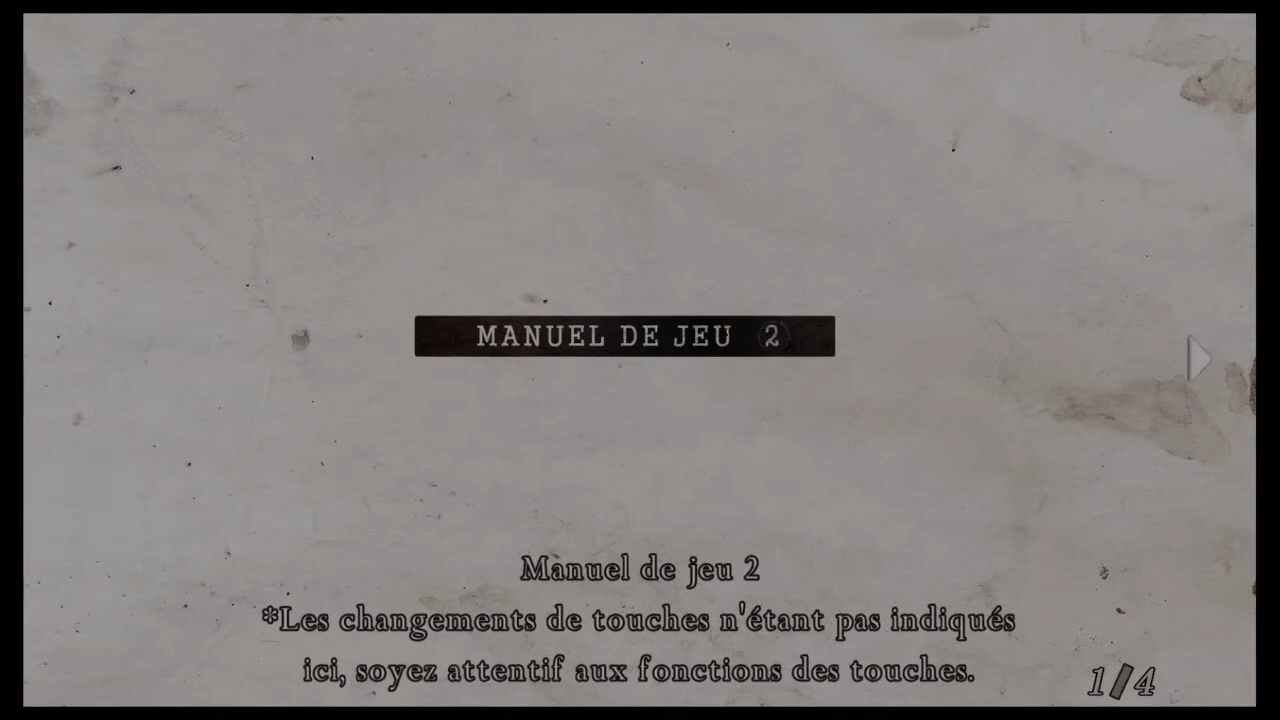 MANUEL DE JEU 2
Manuel de jeu 2
*Les changements de touches n'étant pas indiqués
ici, soyez attentif aux fonctions des touches.
1/4